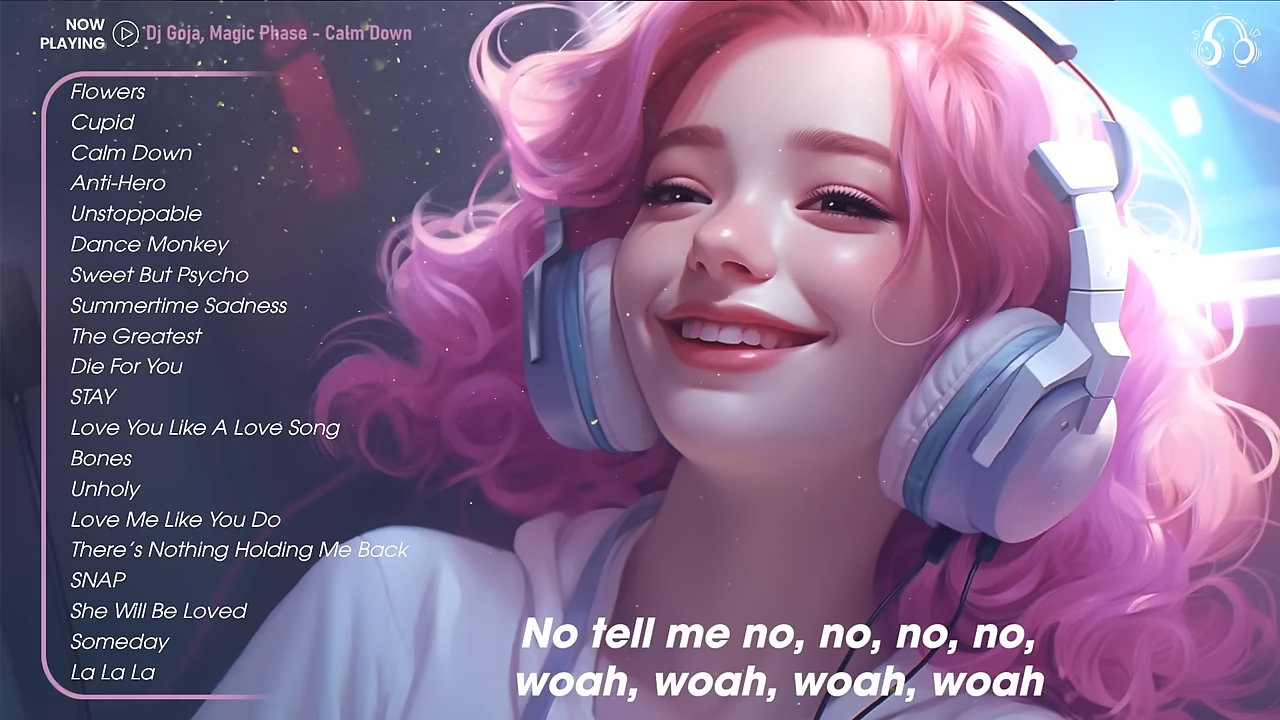 NOW
PLAYING
Dj Goja, Magic Phase - Calm Down
Flowers
Cupid
Calm Down
Anti-Hero
Unstoppable
Dance Monkey
Sweet But Psycho
Summertime Sadness
The Greatest
Die For You
STAY
Love You Like A Love Song
Bones
Unholy
Love Me Like You Do
There´s Nothing Holding Me Back
SNAP
She Will Be Loved
Someday
La La La
No tell me no, no, no, no,
woah, woah, woah, woah